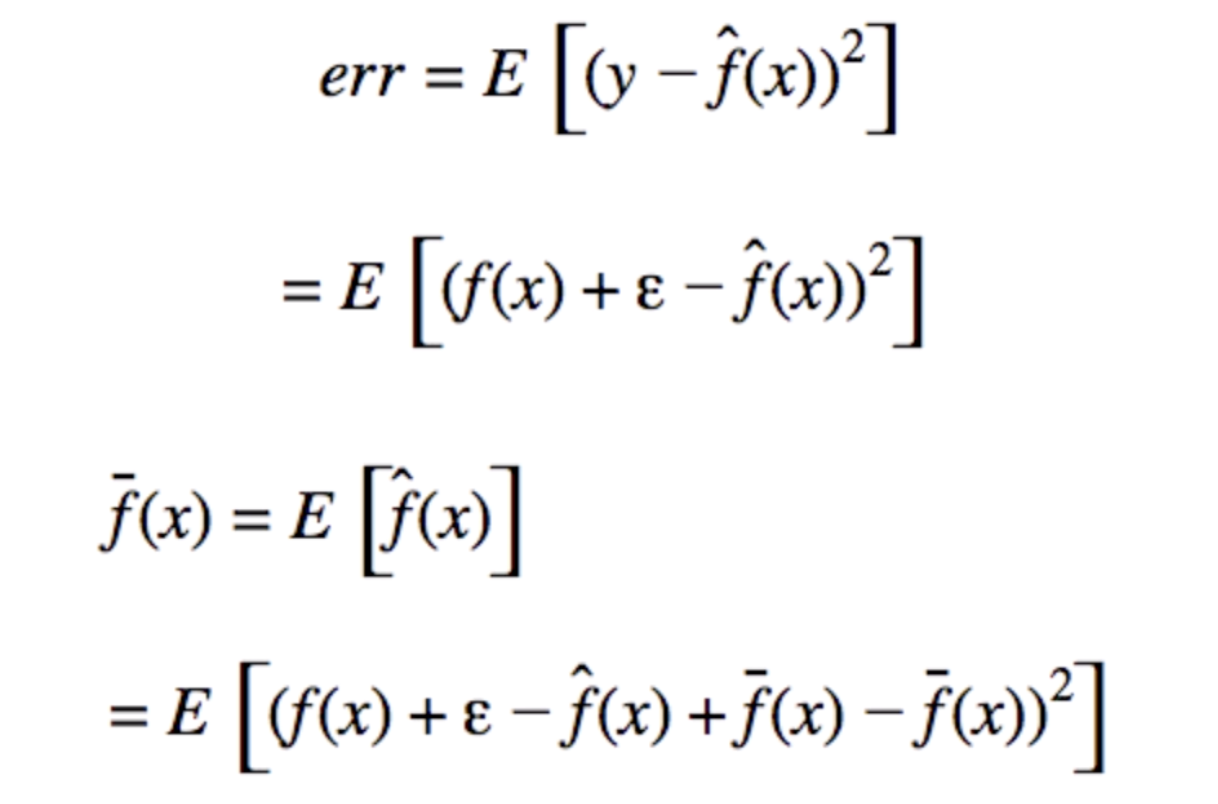 err = E [(y − f̂(x))²]
= E [(f(x) + ε − f̂(x))²]
f̄(x) = E [f̂(x)]
= E [(f(x) + ε − f̂(x) + f̄(x) − f̄(x))²]